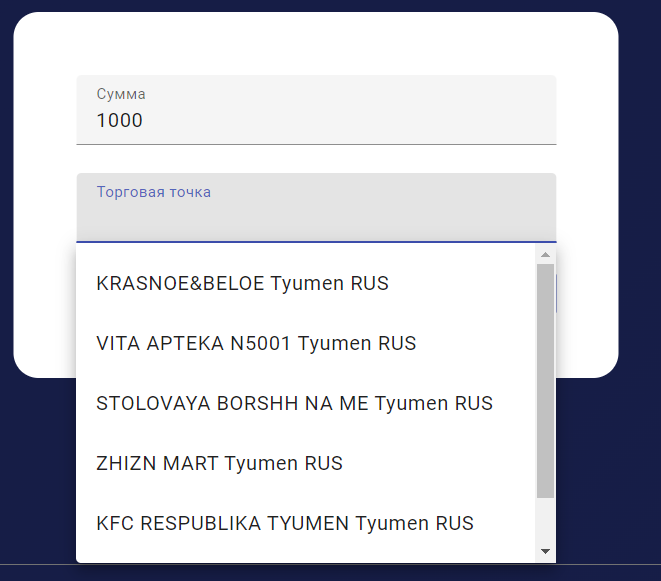 Сумма
1000
Торговая точка
KRASNOE&BELOE Tyumen RUS
VITA APTEKA N5001 Tyumen RUS
STOLOVAYA BORSHH NA ME Tyumen RUS
ZHIZN MART Tyumen RUS
KFC RESPUBLIKA TYUMEN Tyumen RUS